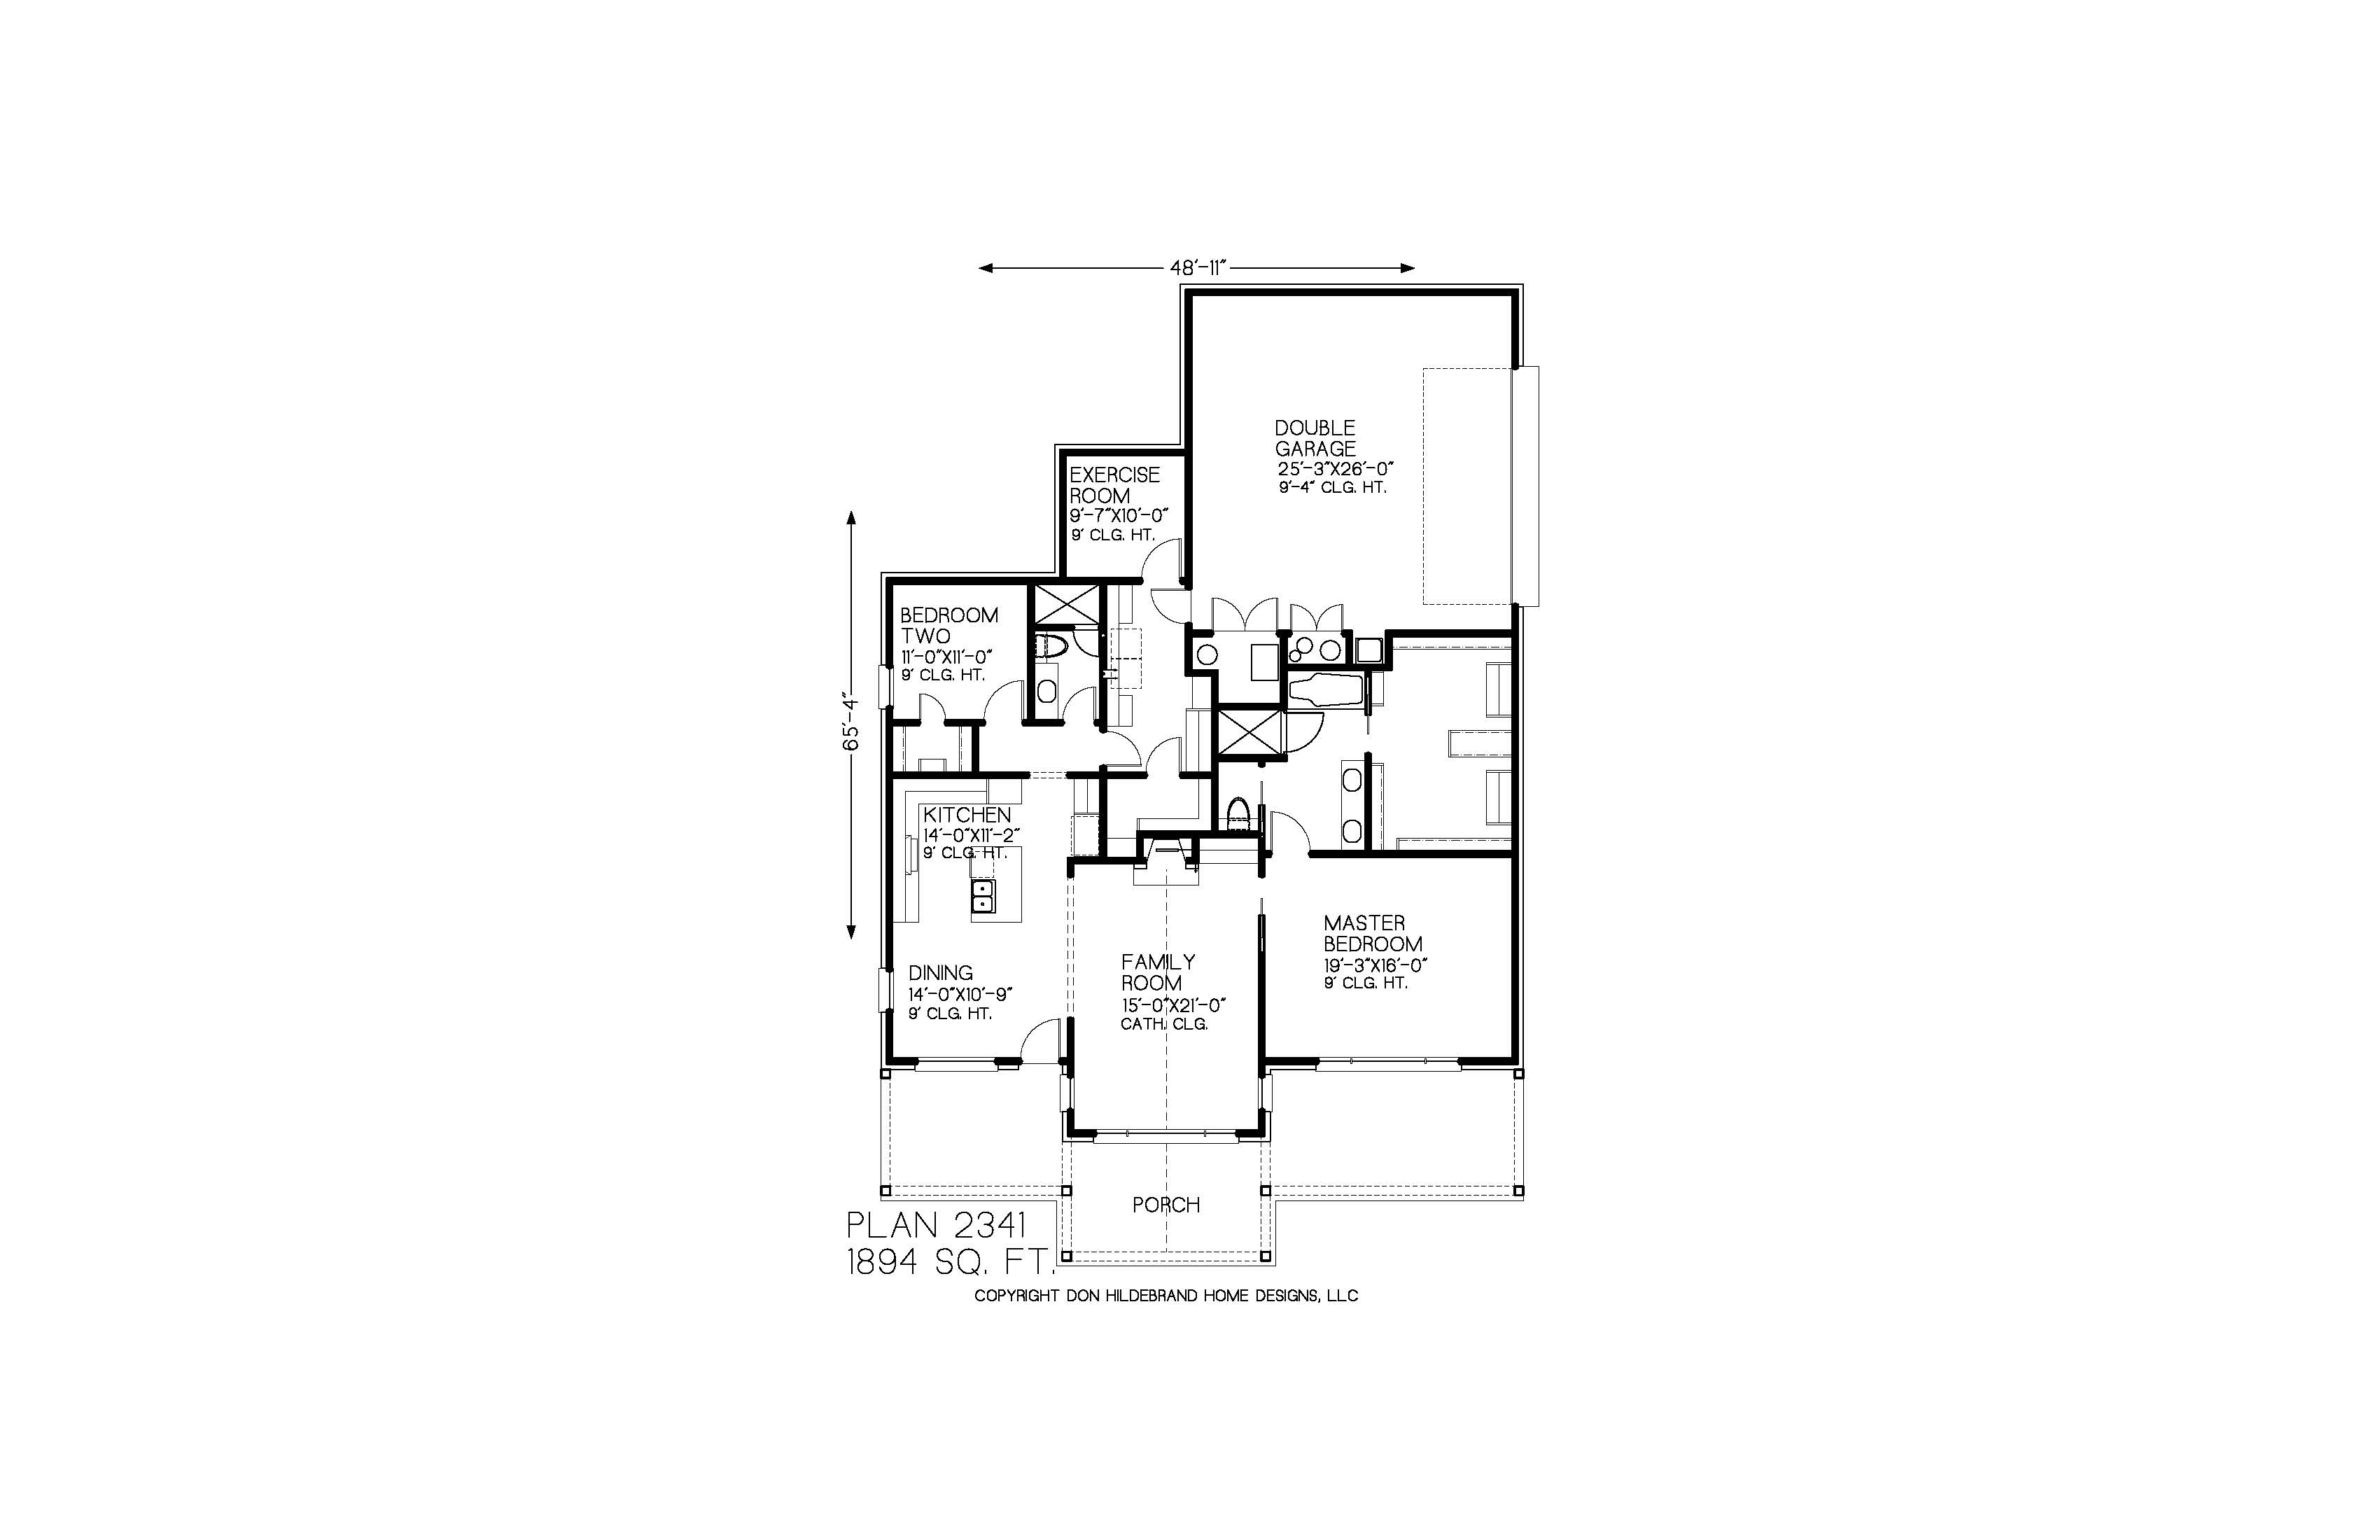 48'-11"
DOUBLE
GARAGE
25'-3"X26'-0"
9'-4" CLG. HT.
EXERCISE
ROOM
9'-7"X10'-0"
9' CLG. HT.
BEDROOM
TWO
11'-0"X11'-0"
9' CLG. HT.
65'-4"
KITCHEN
14'-0"X11'-2"
9' CLG. HT.
MASTER
BEDROOM
19'-3"X16'-0"
9' CLG. HT.
FAMILY
ROOM
15'-0"X21'-0"
CATH. CLG.
DINING
14'-0"X10'-9"
9' CLG. HT.
PORCH
PLAN 2341
1894 SQ. FT.
COPYRIGHT DON HILDEBRAND HOME DESIGNS, LLC